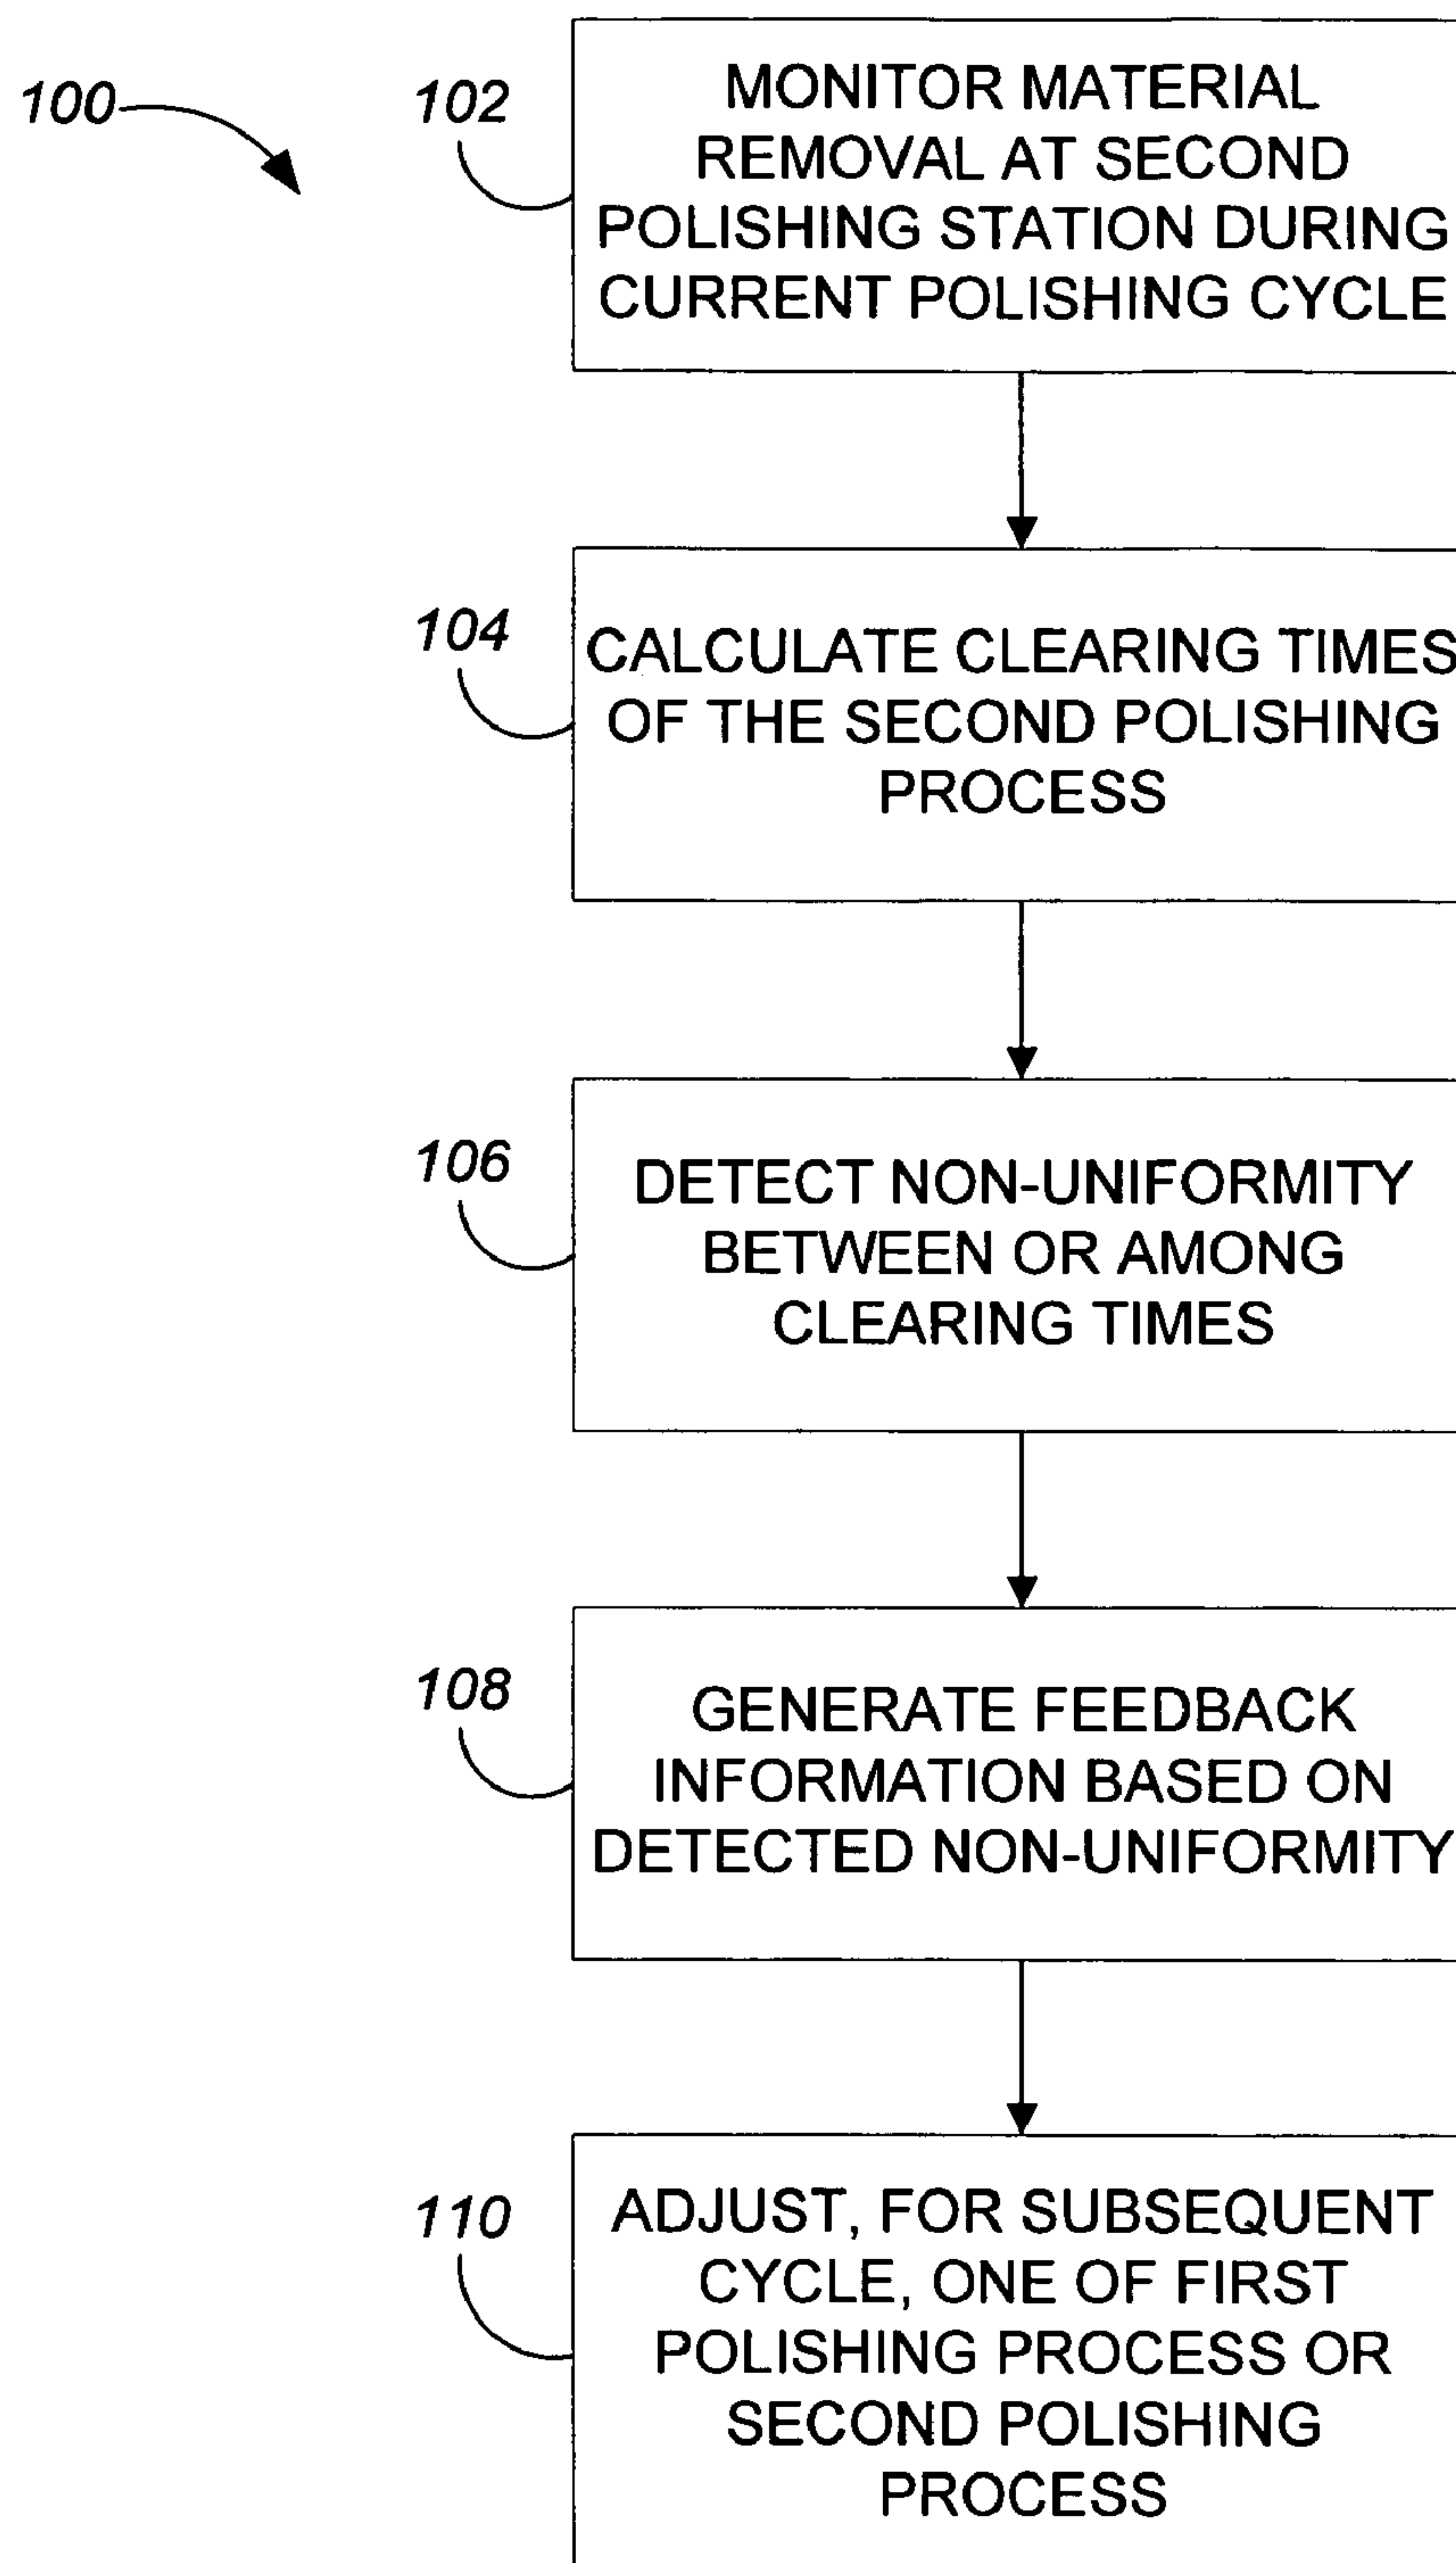 100
102
MONITOR MATERIAL
REMOVAL AT SECOND
POLISHING STATION DURING
CURRENT POLISHING CYCLE
104
CALCULATE CLEARING TIMES
OF THE SECOND POLISHING
PROCESS
106
DETECT NON-UNIFORMITY
BETWEEN OR AMONG
CLEARING TIMES
108
GENERATE FEEDBACK
INFORMATION BASED ON
DETECTED NON-UNIFORMITY
110
ADJUST, FOR SUBSEQUENT
CYCLE, ONE OF FIRST
POLISHING PROCESS OR
SECOND POLISHING
PROCESS